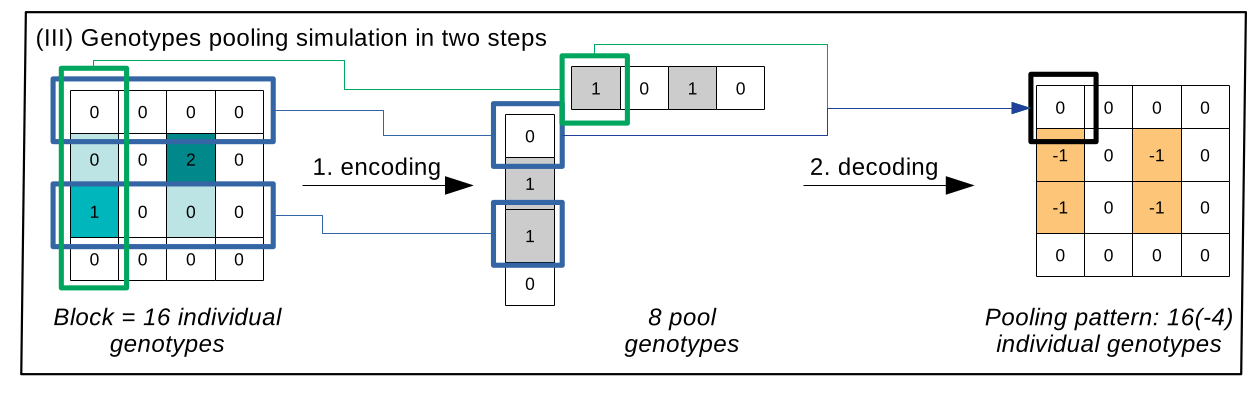 (III) Genotypes pooling simulation in two steps
1 0 1 0
0 0 0 0
0 0 2 0
1 0 0 0
0 0 0 0
1. encoding
0
1
1
0
2. decoding
0 0 0 0
-1 0 -1 0
-1 0 -1 0
0 0 0 0
Block = 16 individual
genotypes
8 pool
genotypes
Pooling pattern: 16(-4)
individual genotypes